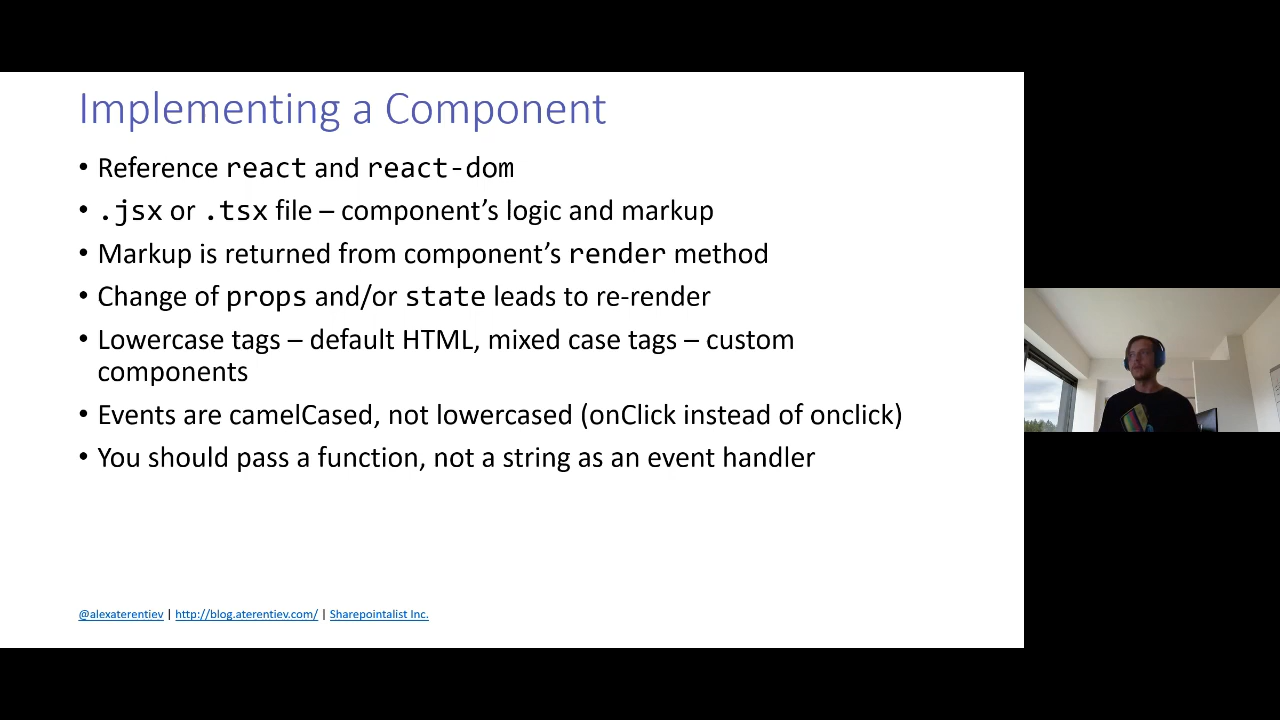 Implementing a Component
• Reference react and react-dom
• .jsx or .tsx file – component’s logic and markup
• Markup is returned from component’s render method
• Change of props and/or state leads to re-render
• Lowercase tags – default HTML, mixed case tags – custom
components
• Events are camelCased, not lowercased (onClick instead of onclick)
• You should pass a function, not a string as an event handler
@alexaterentiev | http://blog.aterentiev.com/ | Sharepointalist Inc.